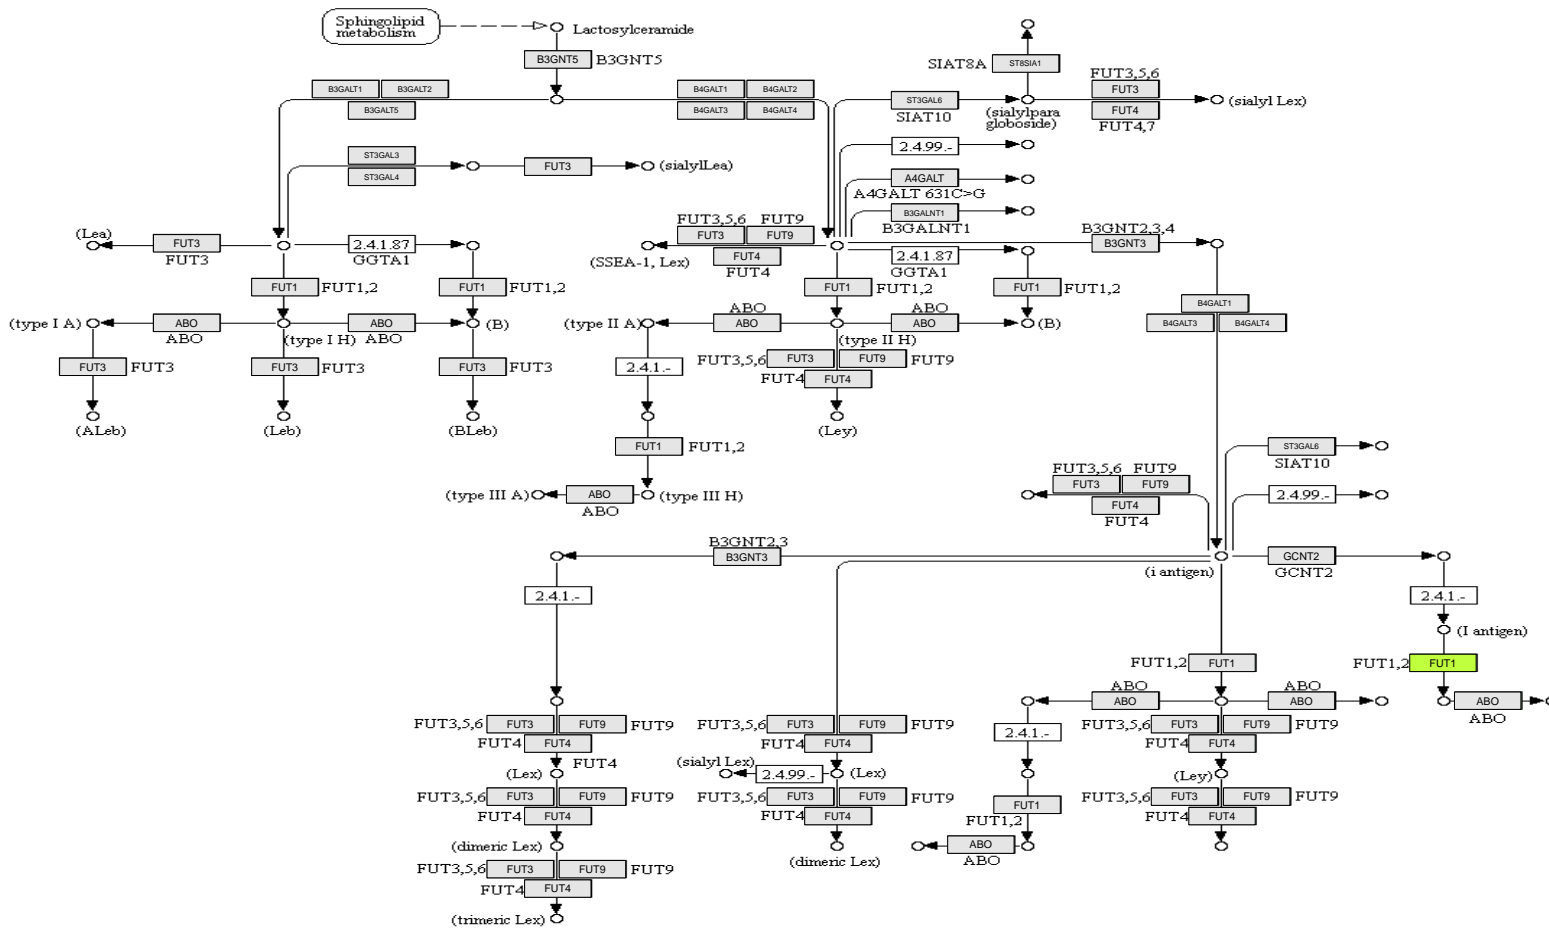 Sphingolipid
metabolism
Lactosylceramide
B3GNT5 B3GNT5
SIAT8A ST8SIA1
FUT3,5,6
B3GALT1 B3GALT2
B3GALT5
B4GALT1 B4GALT2
B4GALT3 B4GALT4
ST3GAL6
SIAT10
(sialylpara
globoside)
FUT3
FUT4
FUT4,7
(sialyl Lex)
2.4.99.-
ST3GAL3
ST3GAL4
FUT3
(sialylLea)
A4GALT
A4GALT 631C>G
B3GALNT1
B3GALNT1
(Lea)
FUT3
FUT3
2.4.1.87
GGTA1
FUT3,5,6 FUT9
FUT3 FUT9
FUT4
FUT4
(SSEA-1, Lex)
2.4.1.87
GGTA1
B3GNT2,3,4
B3GNT3
FUT1 FUT1,2
FUT1 FUT1,2
FUT1 FUT1,2
FUT1 FUT1,2
B4GALT1
B4GALT3 B4GALT4
(type I A)
ABO
ABO
(type I H)
ABO
ABO
(B)
(type II A)
ABO
ABO
(type II H)
ABO
ABO
(B)
FUT3 FUT3
FUT3 FUT3
FUT3 FUT3
2.4.1.-
FUT3,5,6 FUT3 FUT9 FUT9
FUT4 FUT4
(ALeb)
(Leb)
(BLeb)
(Ley)
FUT1 FUT1,2
ST3GAL6
SIAT10
(type III A)
ABO
ABO
(type III H)
FUT3,5,6 FUT9
FUT3 FUT9
FUT4
FUT4
2.4.99.-
B3GNT2,3
B3GNT3
(i antigen)
GCNT2
GCNT2
2.4.1.-
2.4.1.-
(I antigen)
FUT1,2 FUT1
FUT1,2 FUT1
ABO
ABO
ABO
ABO
ABO
ABO
FUT3,5,6 FUT3 FUT9 FUT9
FUT4 FUT4
FUT4
FUT3,5,6 FUT3 FUT9 FUT9
FUT4 FUT4
2.4.1.-
FUT3,5,6 FUT3 FUT9 FUT9
FUT4 FUT4
(Lex)
(sialyl Lex)
2.4.99.-
(Lex)
(Ley)
FUT3,5,6 FUT3 FUT9 FUT9
FUT4 FUT4
FUT3,5,6 FUT3 FUT9 FUT9
FUT4 FUT4
FUT1
FUT1,2
FUT3,5,6 FUT3 FUT9 FUT9
FUT4 FUT4
(dimeric Lex)
(dimeric Lex)
ABO
ABO
FUT3,5,6 FUT3 FUT9 FUT9
FUT4 FUT4
(trimeric Lex)